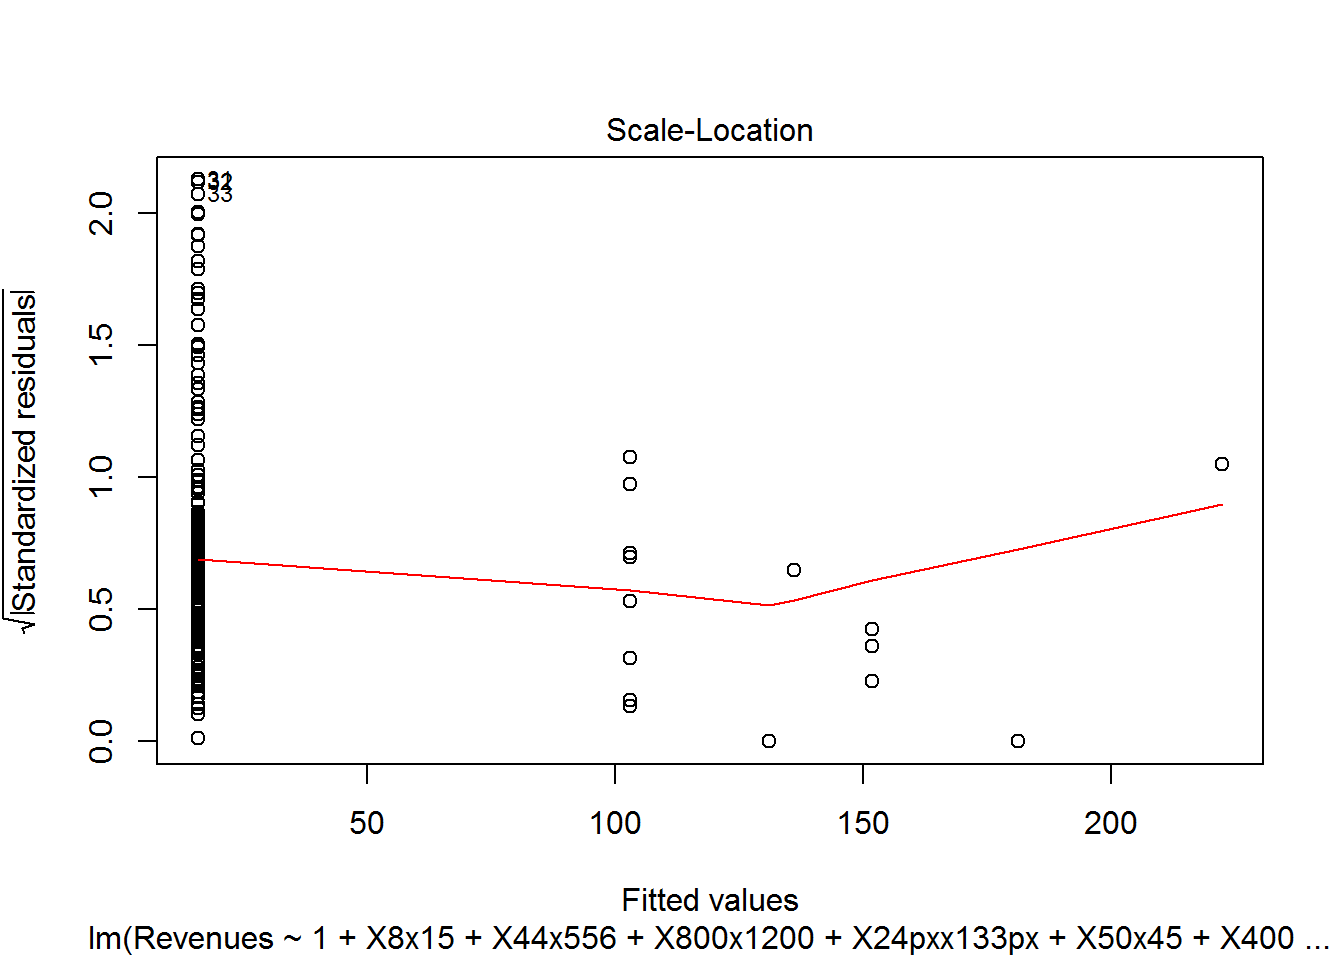 Scale-Location
33
2.0
1.5
1.0
0.5
0.0
√|Standardized residuals|
50 100 150 200
Fitted values
lm(Revenues ~ 1 + X8x15 + X44x556 + X800x1200 + X24pxx133px + X50x45 + X400 ...